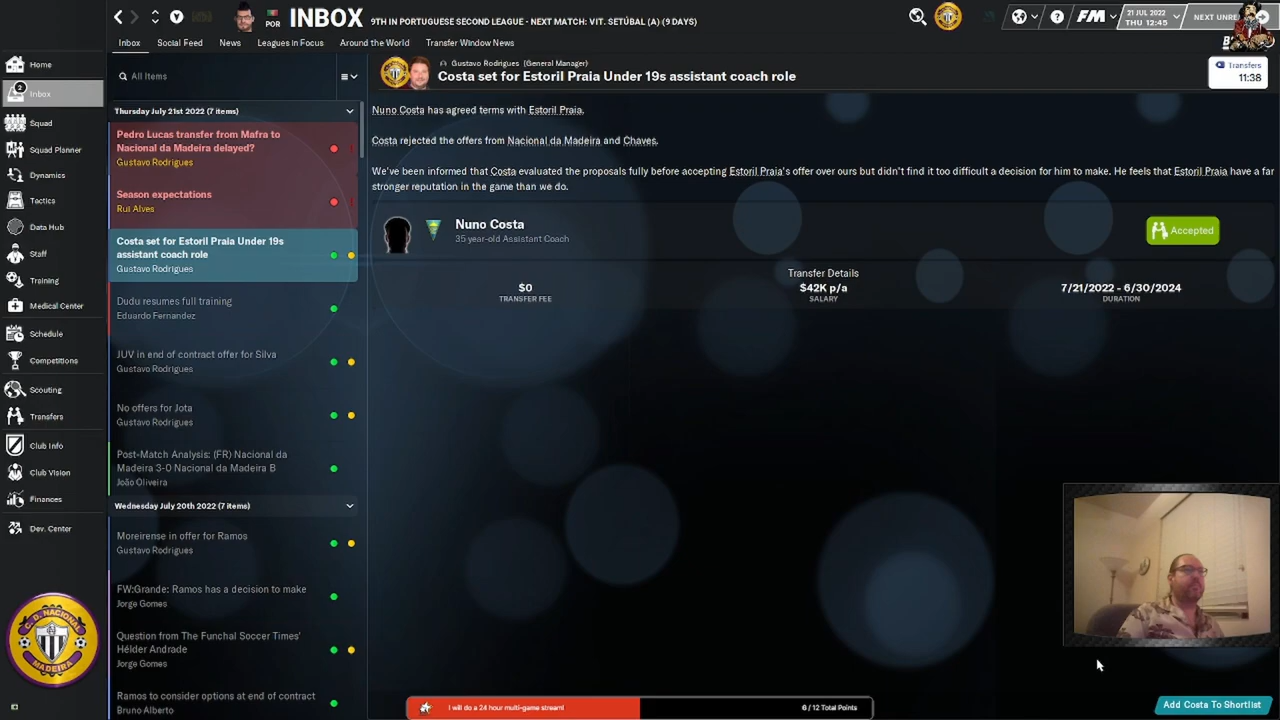 POR
INBOX
9TH IN PORTUGUESE SECOND LEAGUE - NEXT MATCH: VIT. SETÚBAL (A) (9 DAYS)
FM
21 JUL 2022
THU 12:45
Inbox
Social Feed
News
Leagues in Focus
Around the World
Transfer Window News
Home
Inbox
2
Squad
Squad Planner
Dynamics
Tactics
Data Hub
Staff
Training
Medical Center
Schedule
Competitions
Scouting
Transfers
Club Info
Club Vision
Finances
Dev. Center
All Items
Thursday July 21st 2022 (7 items)
Pedro Lucas transfer from Mafra to
Nacional da Madeira delayed?
Gustavo Rodrigues
Season expectations
Rui Alves
Costa set for Estoril Praia Under 19s
assistant coach role
Gustavo Rodrigues
Dudu resumes full training
Eduardo Fernandez
JUV in end of contract offer for Silva
Gustavo Rodrigues
No offers for Jota
Gustavo Rodrigues
Post-Match Analysis: (FR) Nacional da
Madeira 3-0 Nacional da Madeira B
João Oliveira
Wednesday July 20th 2022 (7 items)
Moreirense in offer for Ramos
Gustavo Rodrigues
FW:Grande: Ramos has a decision to make
Jorge Gomes
Question from The Funchal Soccer Times'
Hélder Andrade
Jorge Gomes
Ramos to consider options at end of contract
Bruno Alberto
Gustavo Rodrigues (General Manager)
Costa set for Estoril Praia Under 19s assistant coach role
Transfers
11:38
Nuno Costa has agreed terms with Estoril Praia.
Costa rejected the offers from Nacional da Madeira and Chaves.
We've been informed that Costa evaluated the proposals fully before accepting Estoril Praia's offer over ours but didn't find it too difficult a decision for him to make. He feels that Estoril Praia have a far
stronger reputation in the game than we do.
Nuno Costa
35 year-old Assistant Coach
Accepted
Transfer Details
$0
TRANSFER FEE
$42K p/a
SALARY
7/21/2022 - 6/30/2024
DURATION
I will do a 24 hour multi-game stream!
6 / 12 Total Points
Add Costa To Shortlist